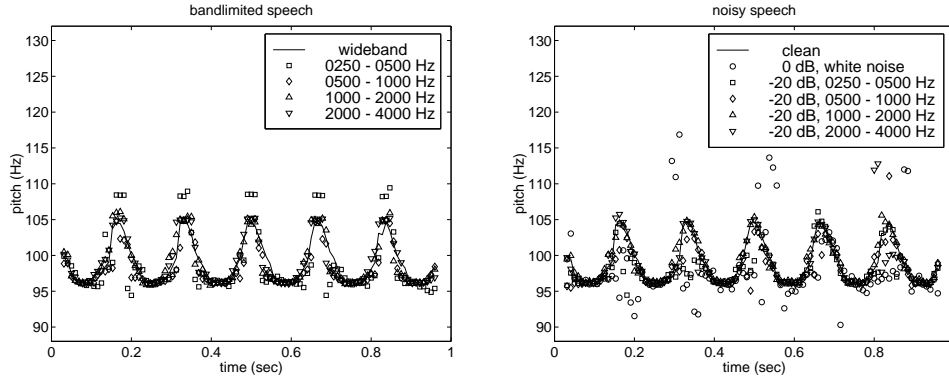 bandlimited speech
130
125
120
115
110
105
100
95
90
pitch (Hz)
wideband
0250 - 0500 Hz
0500 - 1000 Hz
1000 - 2000 Hz
2000 - 4000 Hz
0
0.2
0.4
0.6
0.8
1
time (sec)
noisy speech
130
125
120
115
110
105
100
95
90
pitch (Hz)
clean
0 dB, white noise
-20 dB, 0250 - 0500 Hz
-20 dB, 0500 - 1000 Hz
-20 dB, 1000 - 2000 Hz
-20 dB, 2000 - 4000 Hz
0
0.2
0.4
0.6
0.8
time (sec)